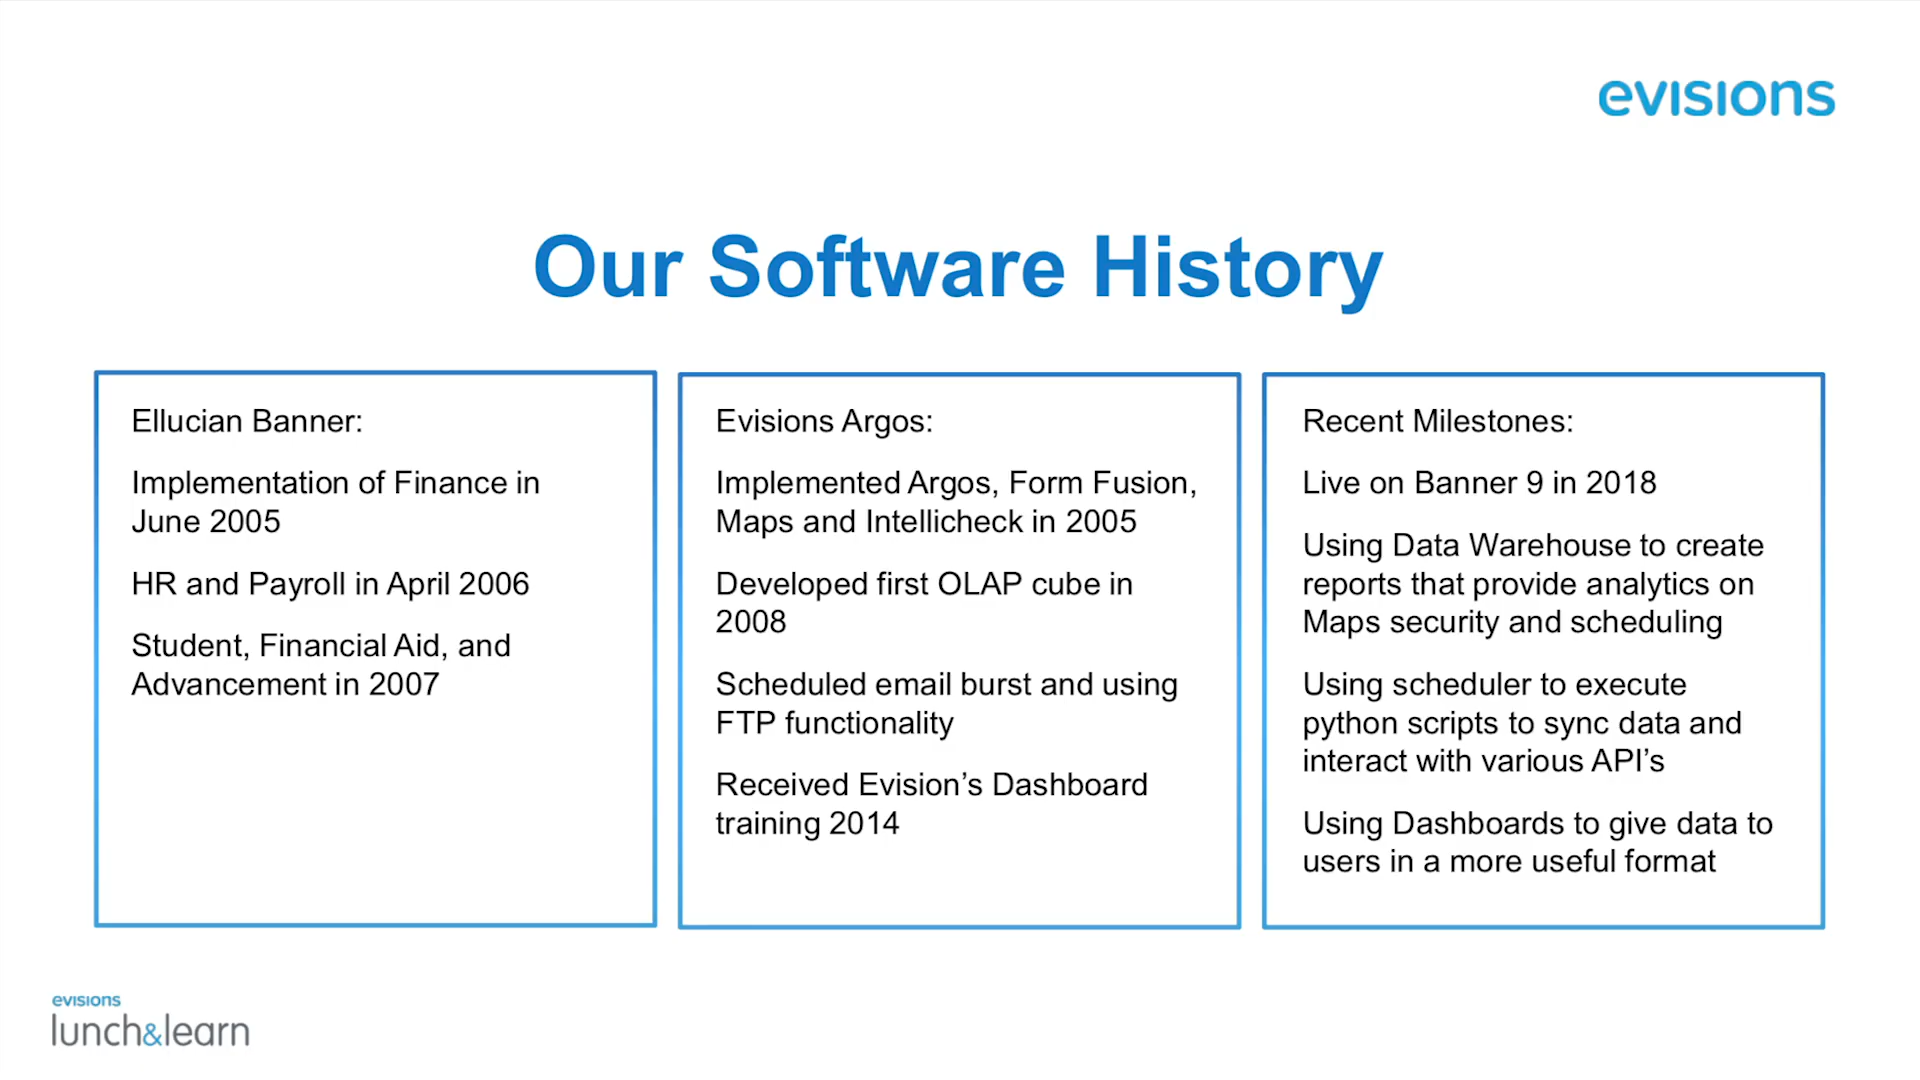 evisions
Our Software History
Ellucian Banner:
Implementation of Finance in
June 2005
HR and Payroll in April 2006
Student, Financial Aid, and
Advancement in 2007
Evisions Argos:
Implemented Argos, Form Fusion,
Maps and Intellicheck in 2005
Developed first OLAP cube in
2008
Scheduled email burst and using
FTP functionality
Received Evision’s Dashboard
training 2014
Recent Milestones:
Live on Banner 9 in 2018
Using Data Warehouse to create
reports that provide analytics on
Maps security and scheduling
Using scheduler to execute
python scripts to sync data and
interact with various API’s
Using Dashboards to give data to
users in a more useful format
evisions
lunch&learn